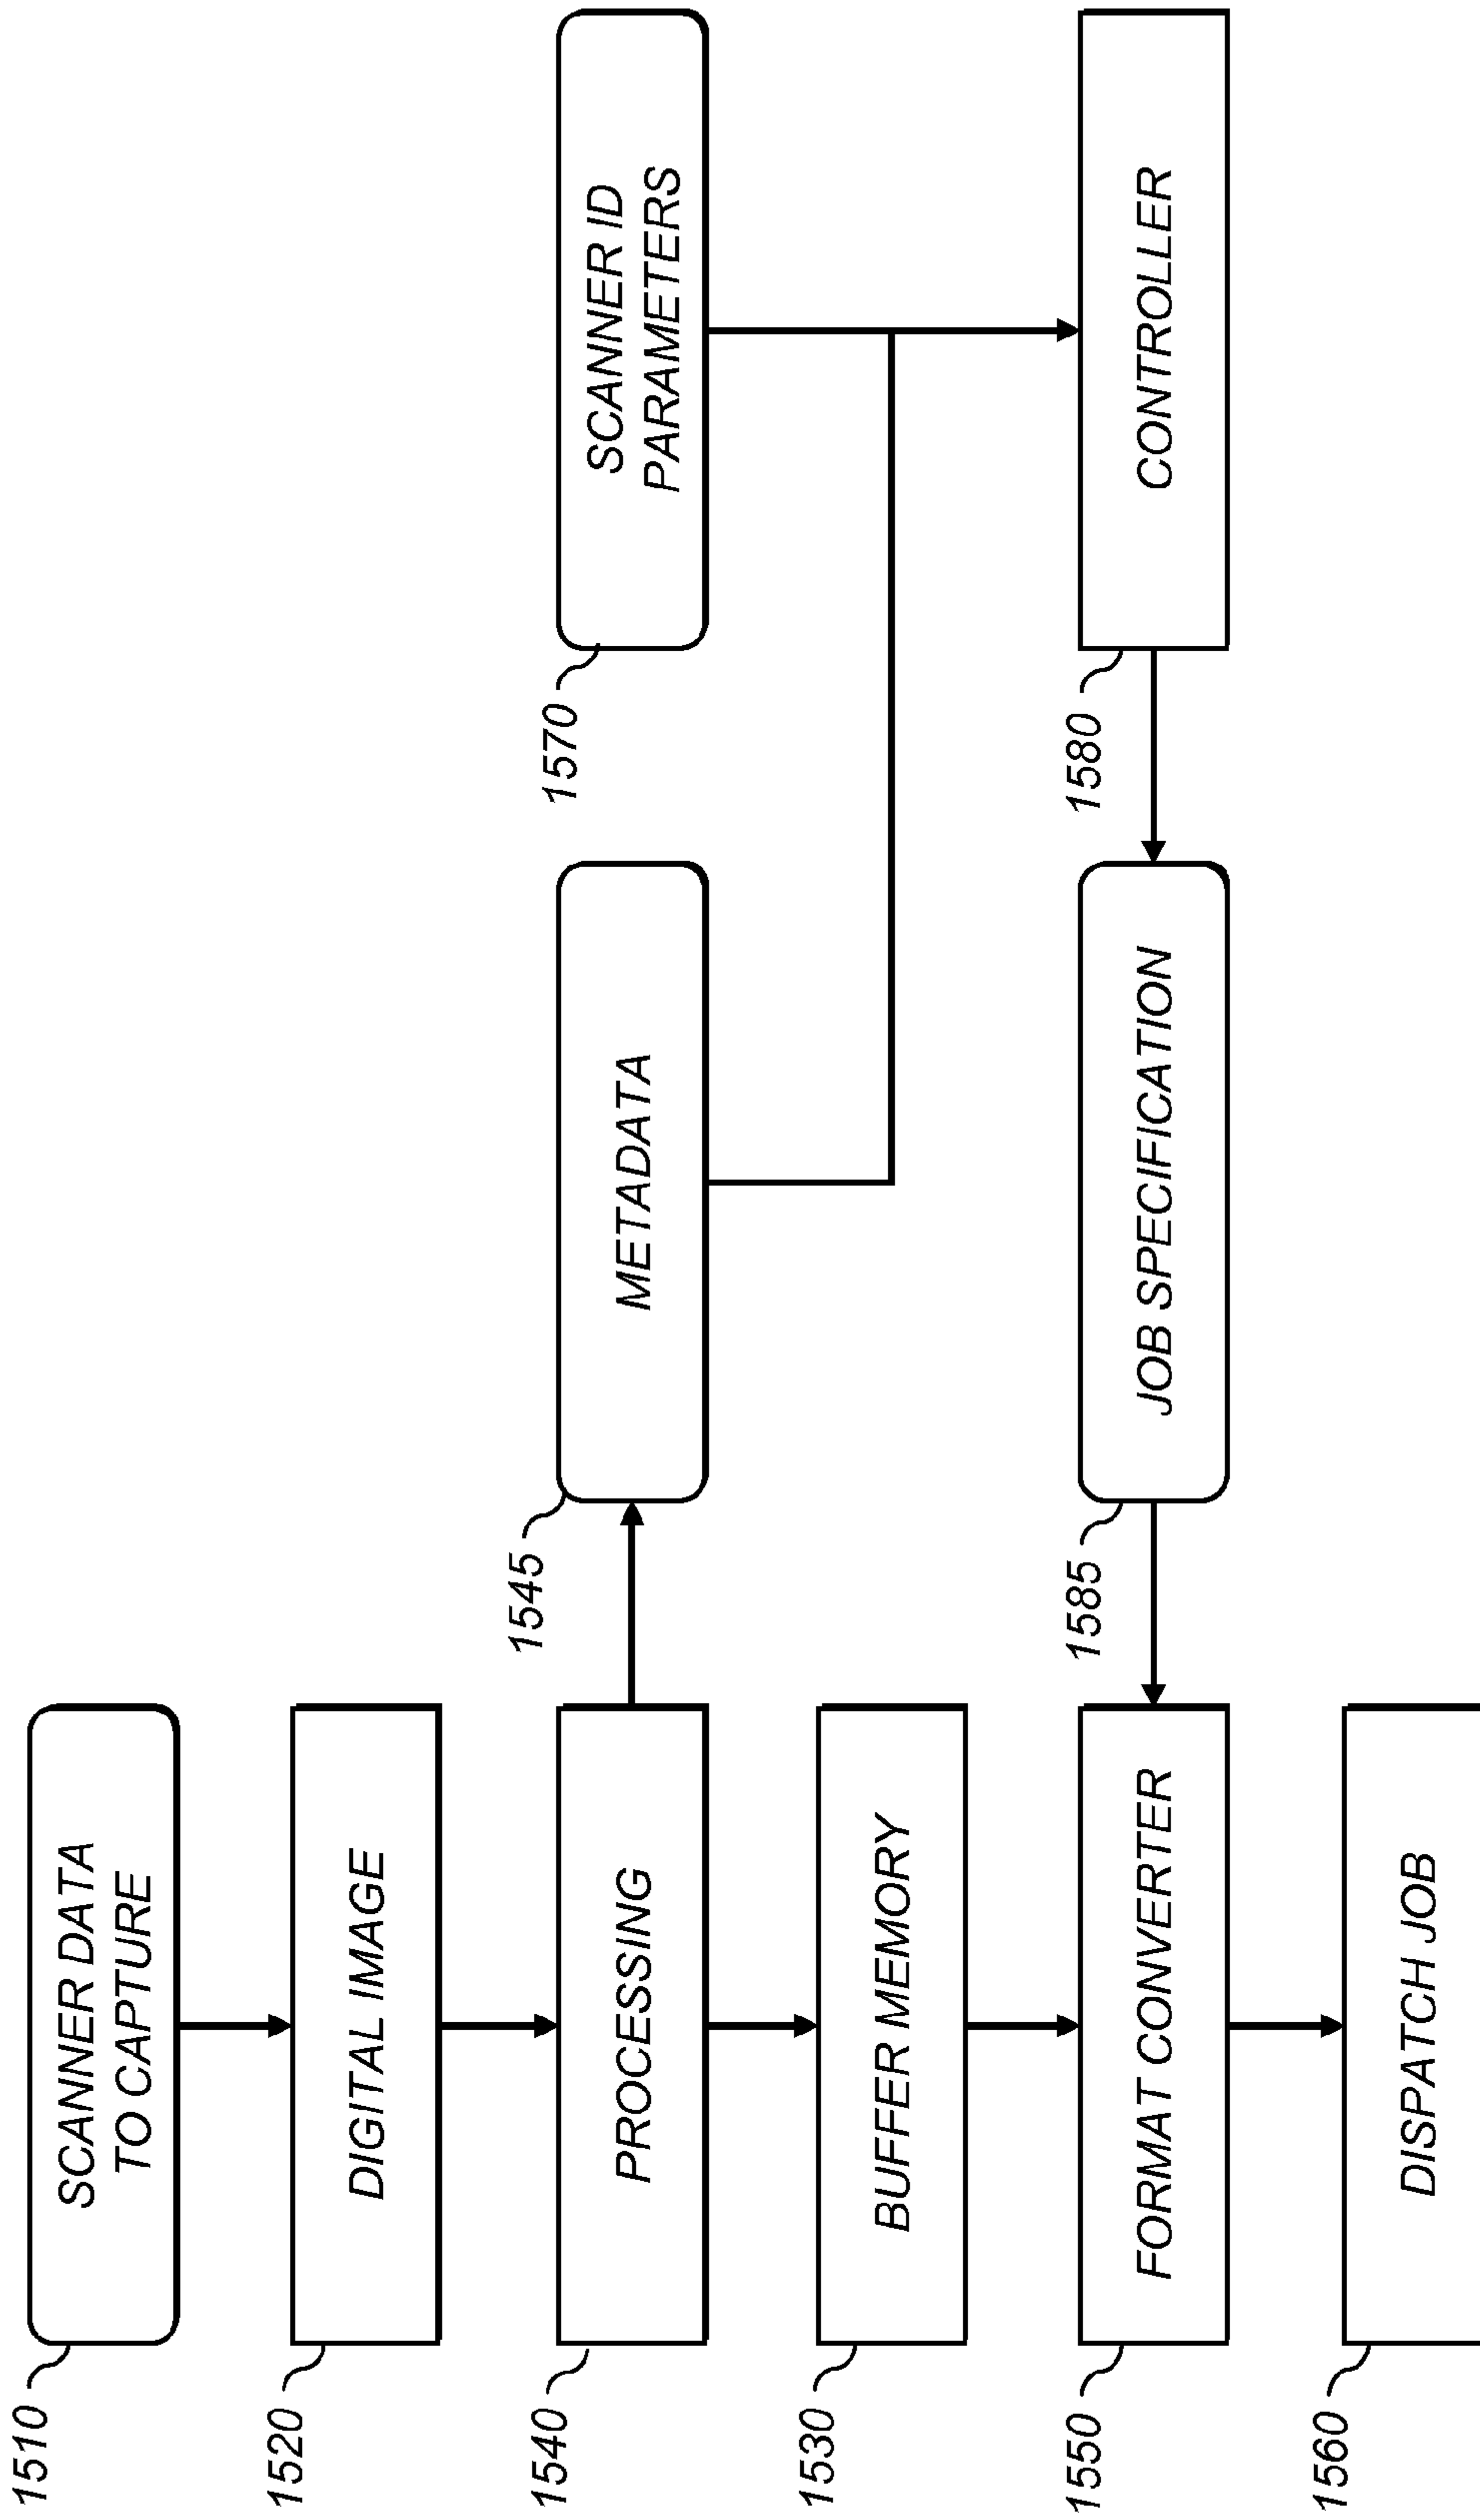 1510
SCANNER DATA
TO CAPTURE
1520
DIGITAL IMAGE
1540
PROCESSING
1545
METADATA
1570
SCANNER ID
PARAMETERS
1530
BUFFER MEMORY
1550
FORMAT CONVERTER
1585
JOB SPECIFICATION
1580
CONTROLLER
1560
DISPATCH JOB